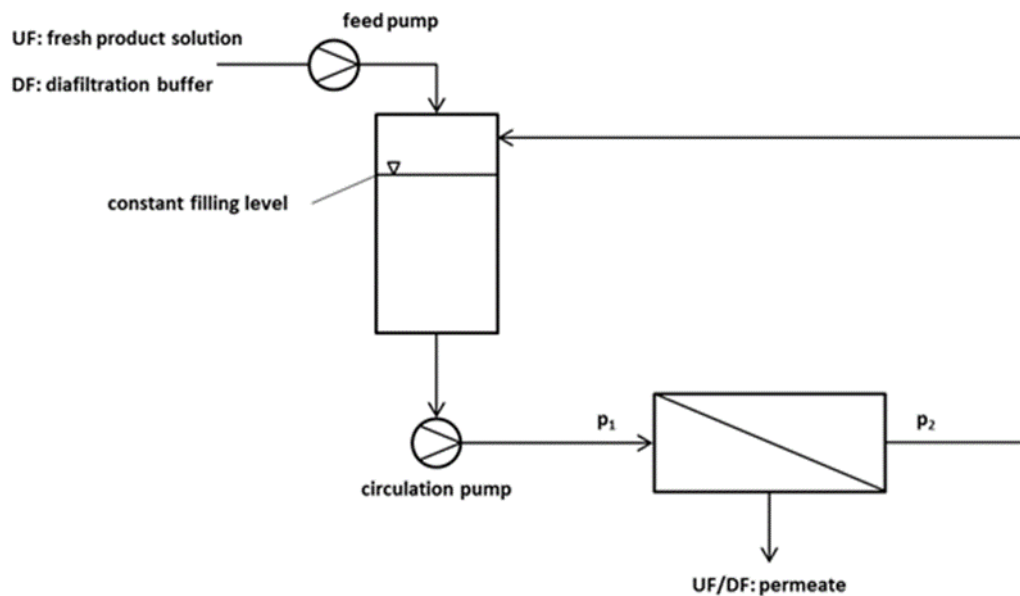 feed pump
UF: fresh product solution
DF: diafiltration buffer
constant filling level
p₁
p₂
circulation pump
UF/DF: permeate